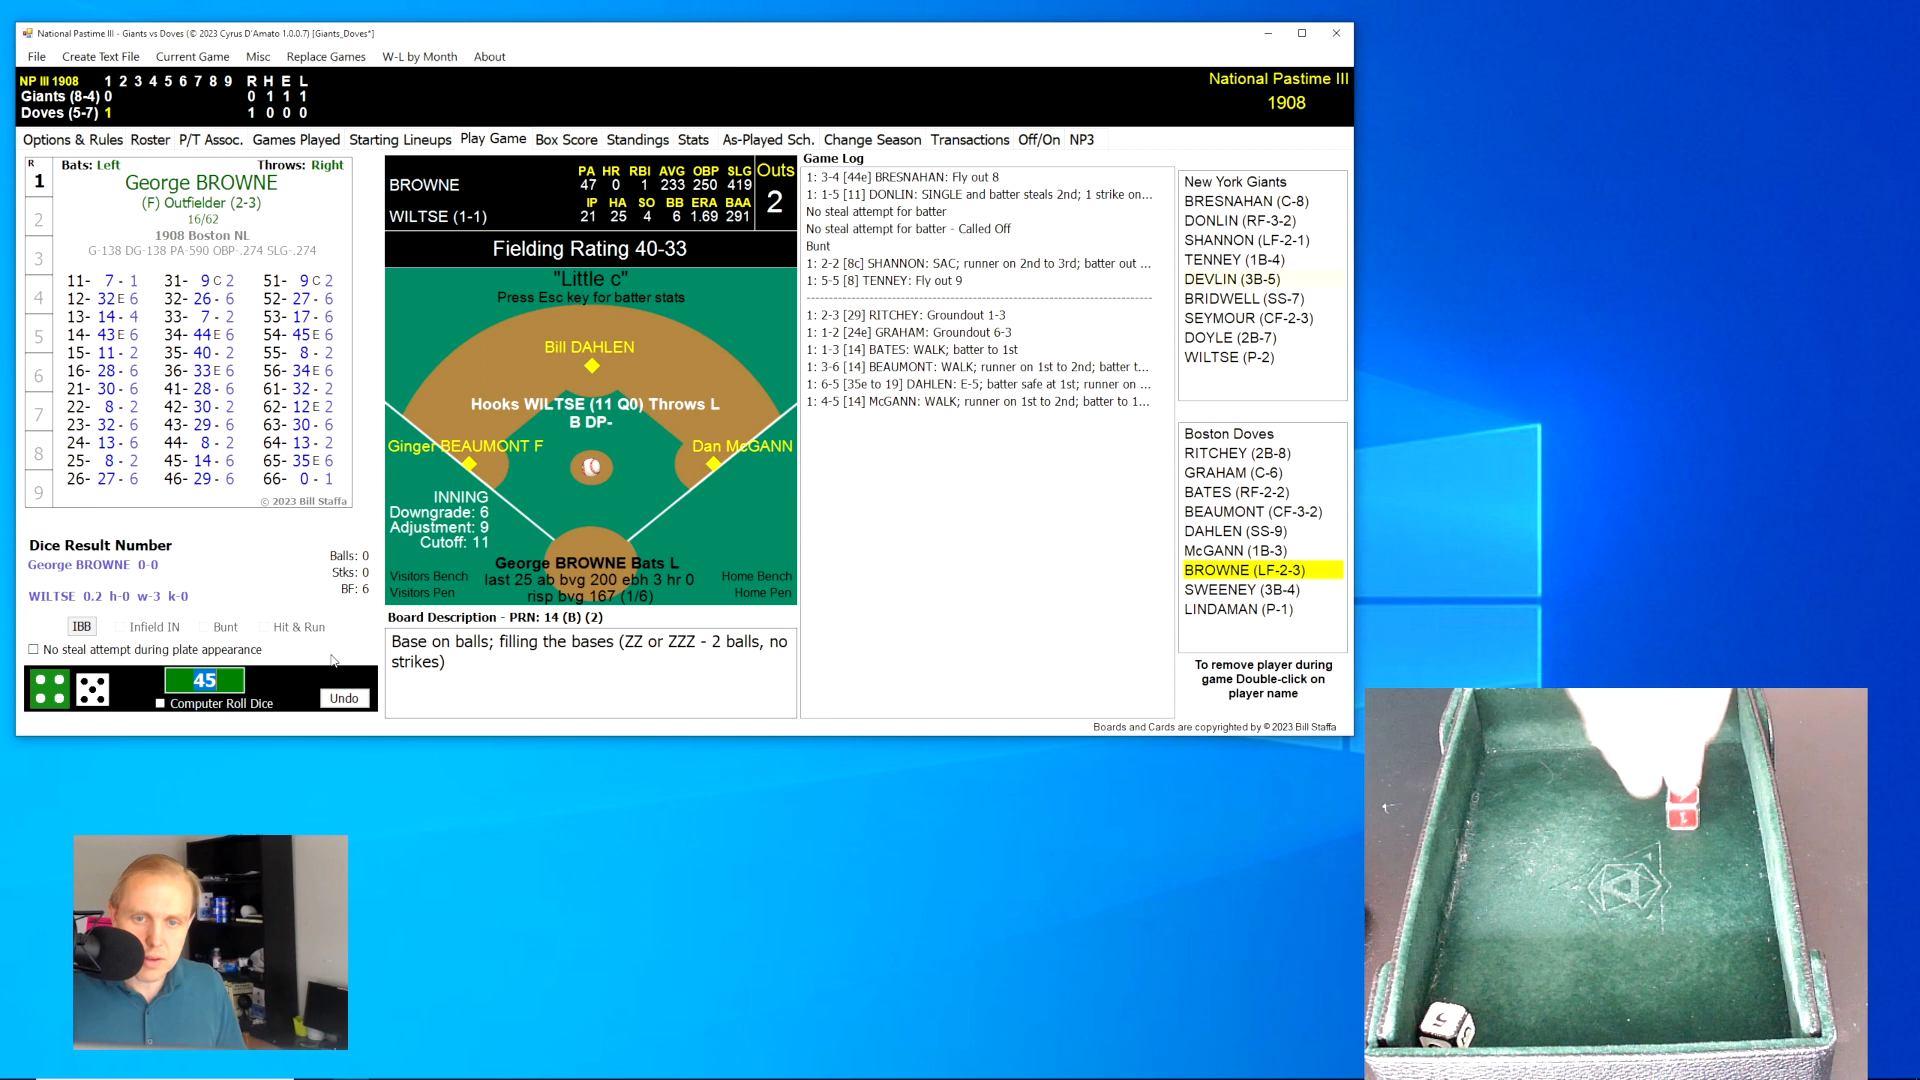 National Pastime III - Giants vs Doves (© 2023 Cyrus D'Amato 1.0.0.7) [Giants_Doves*]
File Create Text File Current Game Misc Replace Games W-L by Month About
NP III 1908 1 2 3 4 5 6 7 8 9 R H E L
Giants (8-4) 0 0 1 1 1
Doves (5-7) 1 1 0 0 0
National Pastime III
1908
Options & Rules Roster P/T Assoc. Games Played Starting Lineups Play Game Box Score Standings Stats As-Played Sch. Change Season Transactions Off/On NP3
R
1
2
3
4
5
6
7
8
9
Bats: Left Throws: Right
George BROWNE
(F) Outfielder (2-3)
16/62
1908 Boston NL
G-138 DG-138 PA-590 OBP-.274 SLG-.274
11- 7 - 1 31- 9 C 2 51- 9 C 2
12- 32 E 6 32- 26 - 6 52- 27 - 6
13- 14 - 4 33- 7 - 2 53- 17 - 6
14- 43 E 6 34- 44 E 6 54- 45 E 6
15- 11 - 2 35- 40 - 2 55- 8 - 2
16- 28 - 6 36- 33 E 6 56- 34 E 6
21- 30 - 6 41- 28 - 6 61- 32 - 2
22- 8 - 2 42- 30 - 2 62- 12 E 2
23- 32 - 6 43- 29 - 6 63- 30 - 6
24- 13 - 6 44- 8 - 2 64- 13 - 2
25- 8 - 2 45- 14 - 6 65- 35 E 6
26- 27 - 6 46- 29 - 6 66- 0 - 1
© 2023 Bill Staffa
Dice Result Number
George BROWNE 0-0
WILTSE 0.2 h-0 w-3 k-0
Balls: 0
Stks: 0
BF: 6
IBB Infield IN Bunt Hit & Run
No steal attempt during plate appearance
45
Computer Roll Dice
Undo
PA HR RBI AVG OBP SLG
BROWNE 47 0 1 233 250 419
IP HA SO BB ERA BAA
WILTSE (1-1) 21 25 4 6 1.69 291
Outs
2
Fielding Rating 40-33
"Little c"
Press Esc key for batter stats
Bill DAHLEN
Hooks WILTSE (11 Q0) Throws L
B DP-
Ginger BEAUMONT F
Dan McGANN
INNING
Downgrade: 6
Adjustment: 9
Cutoff: 11
George BROWNE Bats L
last 25 ab bvg 200 ebh 3 hr 0
risp bvg 167 (1/6)
Visitors Bench
Visitors Pen
Home Bench
Home Pen
Board Description - PRN: 14 (B) (2)
Base on balls; filling the bases (ZZ or ZZZ - 2 balls, no
strikes)
Game Log
1: 3-4 [44e] BRESNAHAN: Fly out 8
1: 1-5 [11] DONLIN: SINGLE and batter steals 2nd; 1 strike on...
No steal attempt for batter
No steal attempt for batter - Called Off
Bunt
1: 2-2 [8c] SHANNON: SAC; runner on 2nd to 3rd; batter out ...
1: 5-5 [8] TENNEY: Fly out 9
1: 2-3 [29] RITCHEY: Groundout 1-3
1: 1-2 [24e] GRAHAM: Groundout 6-3
1: 1-3 [14] BATES: WALK; batter to 1st
1: 3-6 [14] BEAUMONT: WALK; runner on 1st to 2nd; batter t...
1: 6-5 [35e to 19] DAHLEN: E-5; batter safe at 1st; runner on ...
1: 4-5 [14] McGANN: WALK; runner on 1st to 2nd; batter to 1...
New York Giants
BRESNAHAN (C-8)
DONLIN (RF-3-2)
SHANNON (LF-2-1)
TENNEY (1B-4)
DEVLIN (3B-5)
BRIDWELL (SS-7)
SEYMOUR (CF-2-3)
DOYLE (2B-7)
WILTSE (P-2)
Boston Doves
RITCHEY (2B-8)
GRAHAM (C-6)
BATES (RF-2-2)
BEAUMONT (CF-3-2)
DAHLEN (SS-9)
McGANN (1B-3)
BROWNE (LF-2-3)
SWEENEY (3B-4)
LINDAMAN (P-1)
To remove player during
game Double-click on
player name
Boards and Cards are copyrighted by © 2023 Bill Staffa
1
5